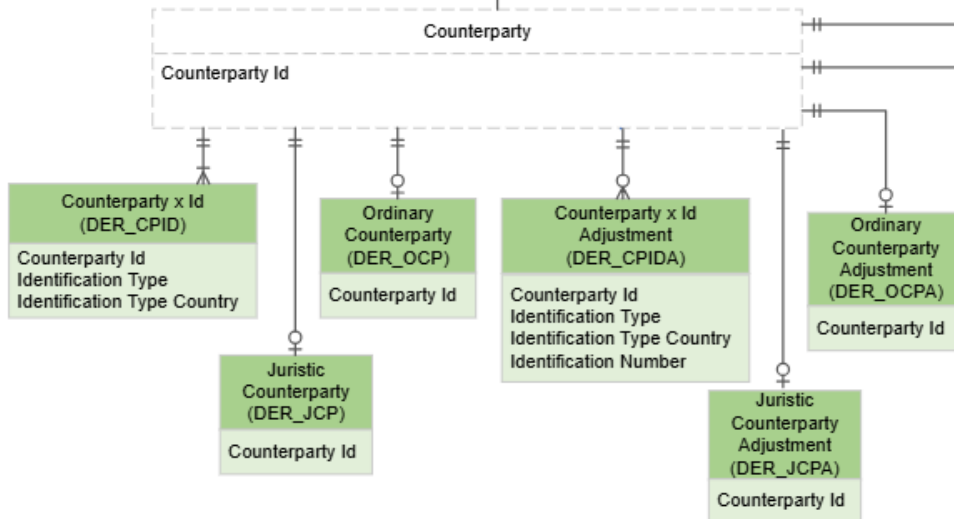 Counterparty
Counterparty Id
Counterparty x Id
(DER_CPID)
Counterparty Id
Identification Type
Identification Type Country
Ordinary
Counterparty
(DER_OCP)
Counterparty Id
Counterparty x Id
Adjustment
(DER_CPIDA)
Counterparty Id
Identification Type
Identification Type Country
Identification Number
Ordinary
Counterparty
Adjustment
(DER_OCPA)
Counterparty Id
Juristic
Counterparty
(DER_JCP)
Counterparty Id
Juristic
Counterparty
Adjustment
(DER_JCPA)
Counterparty Id